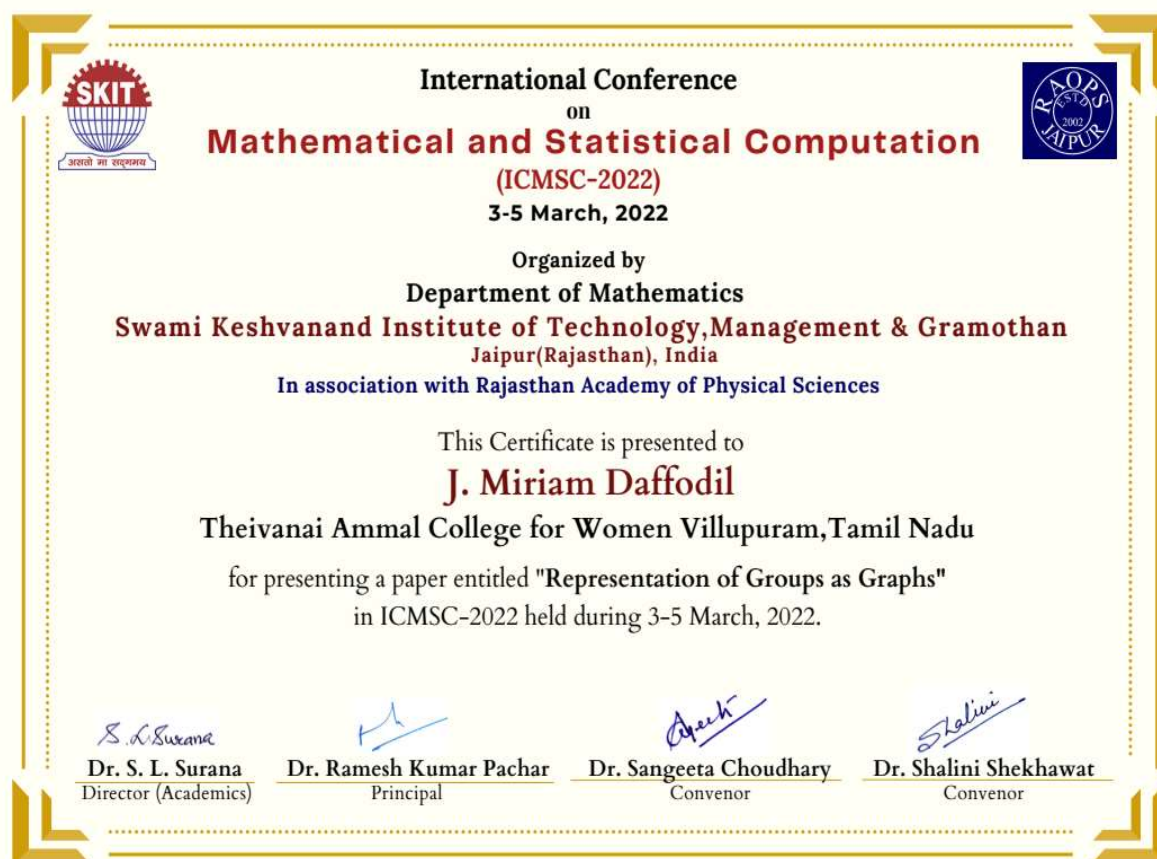 SKIT
असतो मा सद्गमय
RAOPS
ESTD
2002
JAIPUR
International Conference
on
Mathematical and Statistical Computation
(ICMSC-2022)
3-5 March, 2022
Organized by
Department of Mathematics
Swami Keshvanand Institute of Technology,Management & Gramothan
Jaipur(Rajasthan), India
In association with Rajasthan Academy of Physical Sciences
This Certificate is presented to
J. Miriam Daffodil
Theivanai Ammal College for Women Villupuram,Tamil Nadu
for presenting a paper entitled "Representation of Groups as Graphs"
in ICMSC-2022 held during 3-5 March, 2022.
S. L. Surana
Shalini
Dr. S. L. Surana
Director (Academics)
Dr. Ramesh Kumar Pachar
Principal
Dr. Sangeeta Choudhary
Convenor
Dr. Shalini Shekhawat
Convenor